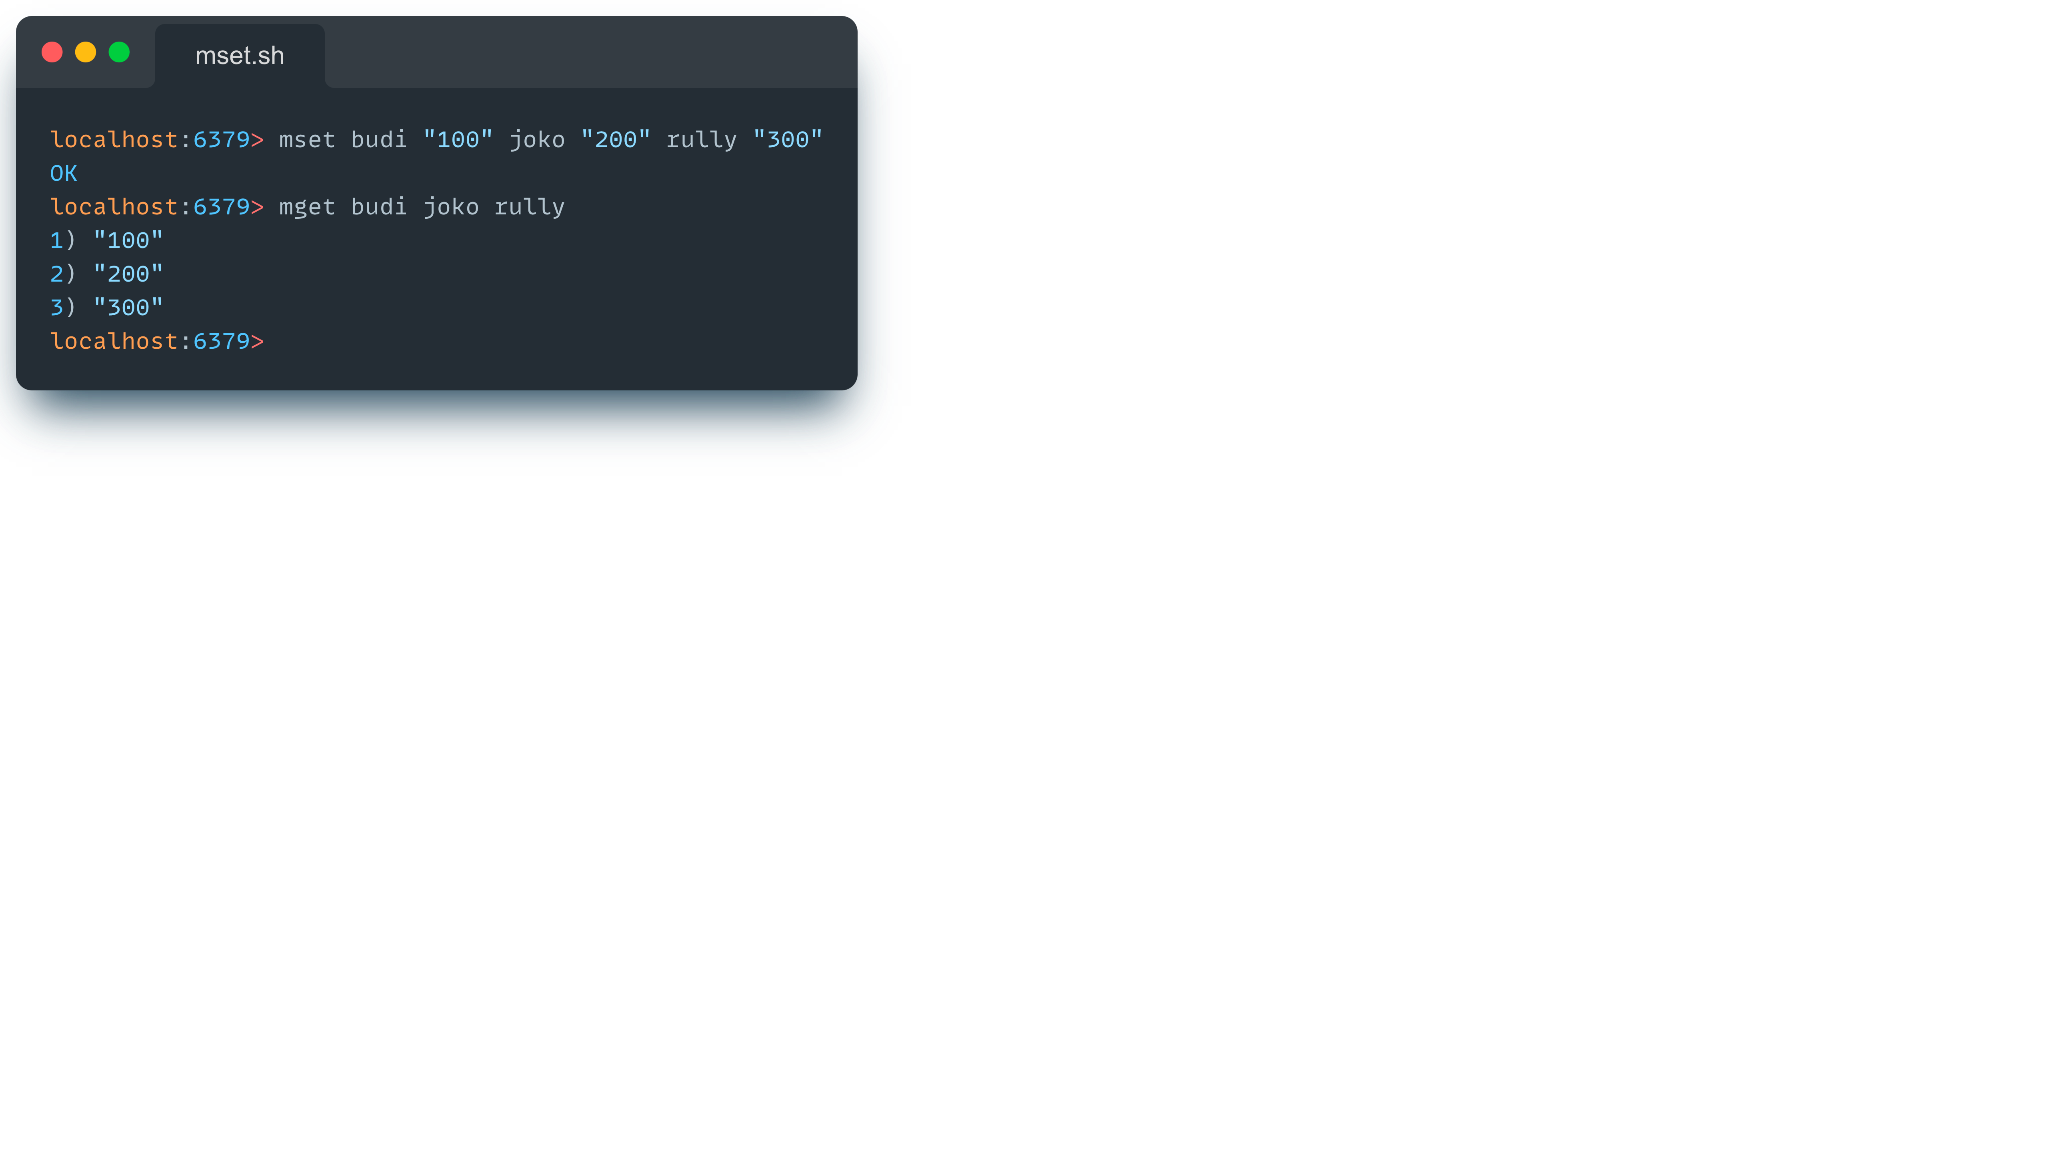 mset.sh
localhost:6379> mset budi "100" joko "200" rully "300"
OK
localhost:6379> mget budi joko rully
1) "100"
2) "200"
3) "300"
localhost:6379>